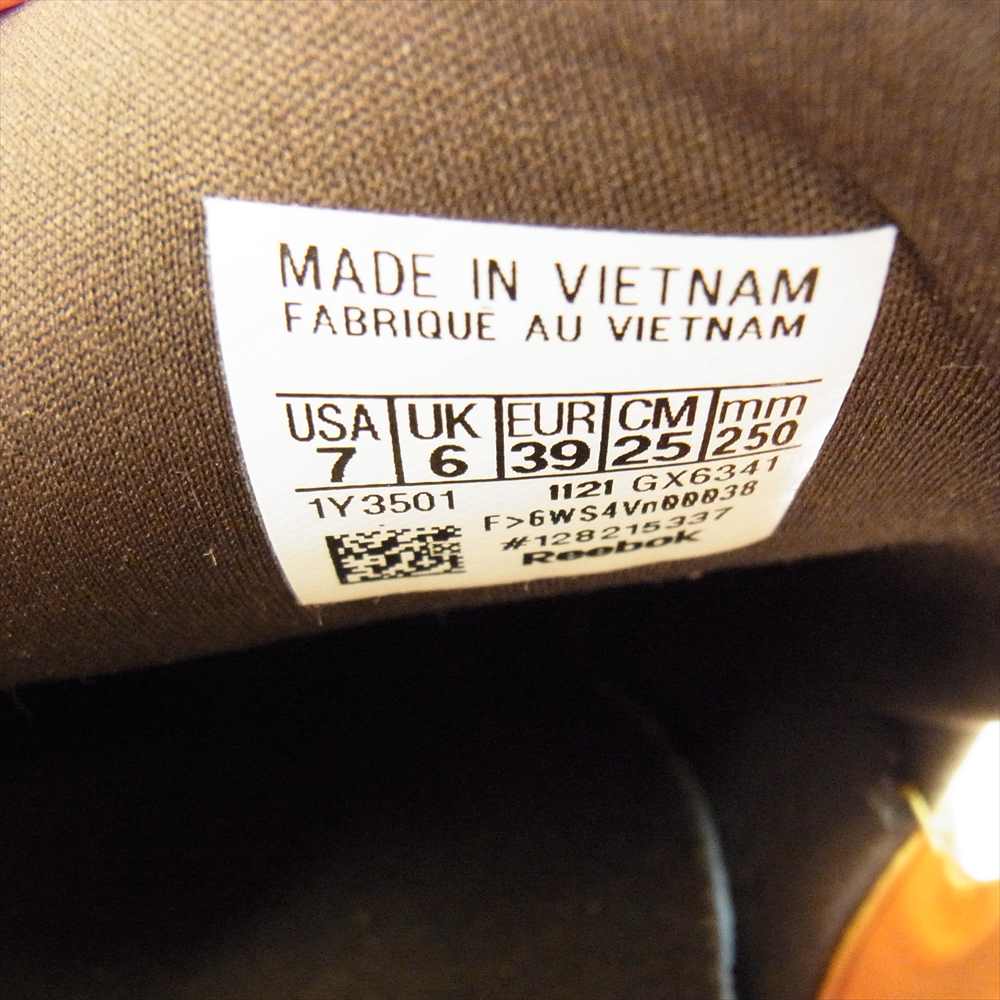 MADE IN VIETNAM
FABRIQUÉ AU VIETNAM
USA UK EUR CM mm
7 6 39 25 250
1Y3501 1121 GX6341
F>6WS4Vn00038
#128215337
Reebok